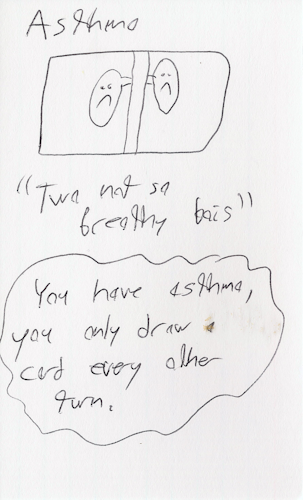 Asthma
"Two not so
breathy bois"
You have asthma,
you only draw a
card every other
turn.